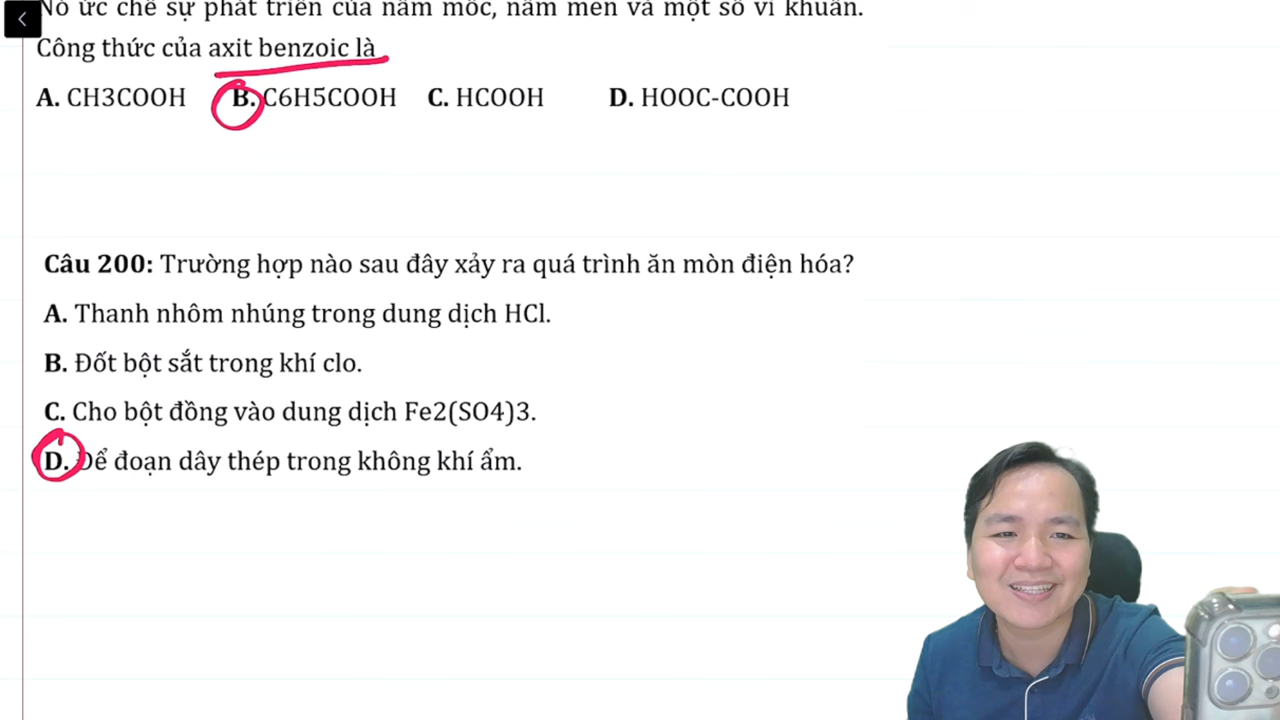 Nó ức chế sự phát triển của nấm mốc, nấm men và một số vi khuẩn.
Công thức của axit benzoic là
A. CH3COOH B. C6H5COOH C. HCOOH D. HOOC-COOH
Câu 200: Trường hợp nào sau đây xảy ra quá trình ăn mòn điện hóa?
A. Thanh nhôm nhúng trong dung dịch HCl.
B. Đốt bột sắt trong khí clo.
C. Cho bột đồng vào dung dịch Fe2(SO4)3.
D. Để đoạn dây thép trong không khí ẩm.